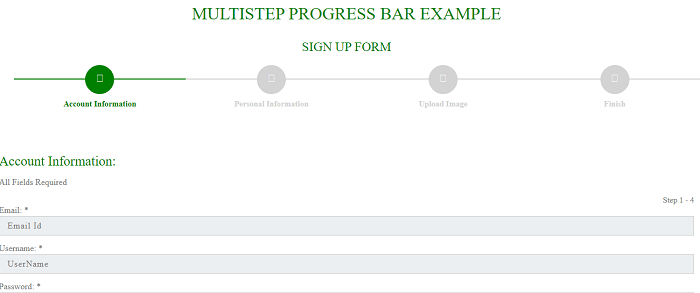 MULTISTEP PROGRESS BAR EXAMPLE
SIGN UP FORM
Account Information Personal Information Upload Image Finish
Account Information:
All Fields Required
Step 1 - 4
Email: *
Email Id
Username: *
UserName
Password: *